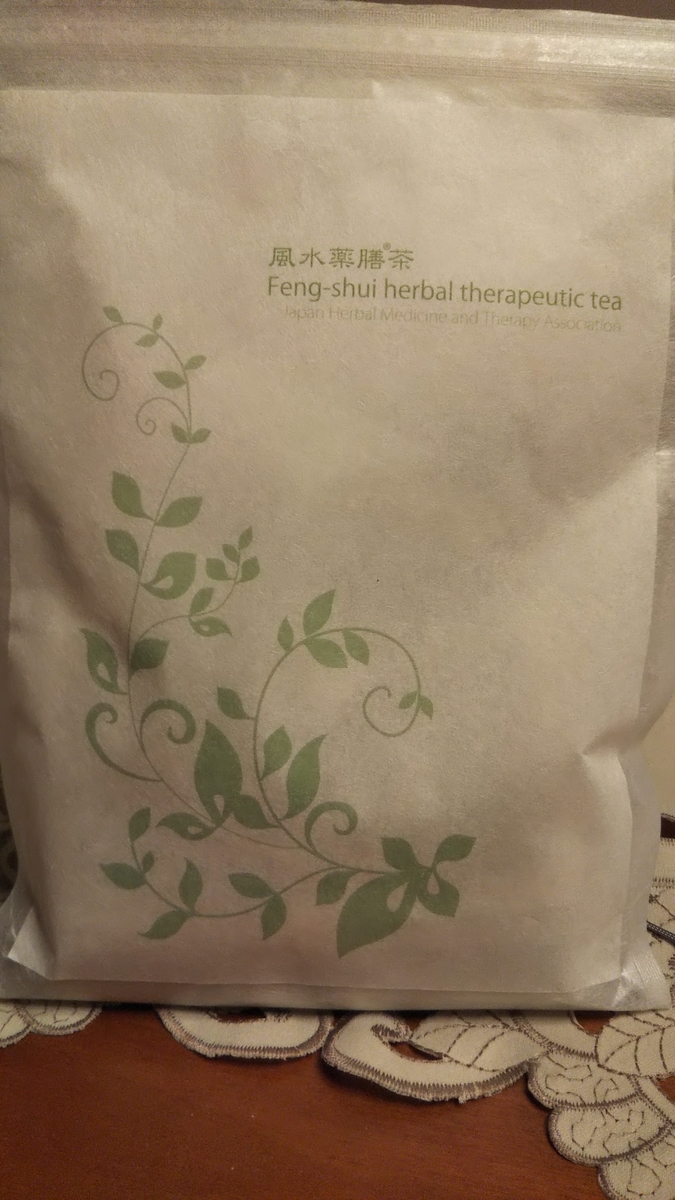 風水薬膳®茶
Feng-shui herbal therapeutic tea
Japan Herbal Medicine and Therapy Association